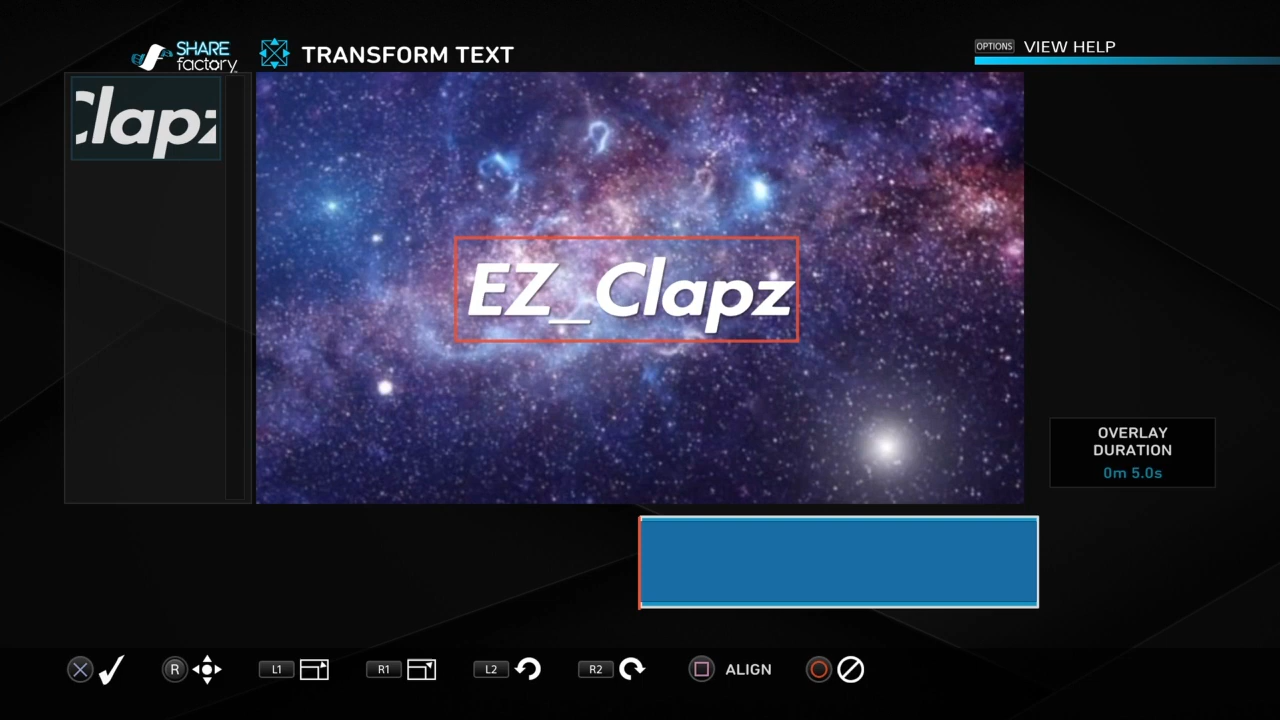 SHARE
factory
TRANSFORM TEXT
OPTIONS VIEW HELP
Clapz
EZ_Clapz
OVERLAY
DURATION
0m 5.0s
R
L1
R1
L2
R2
ALIGN